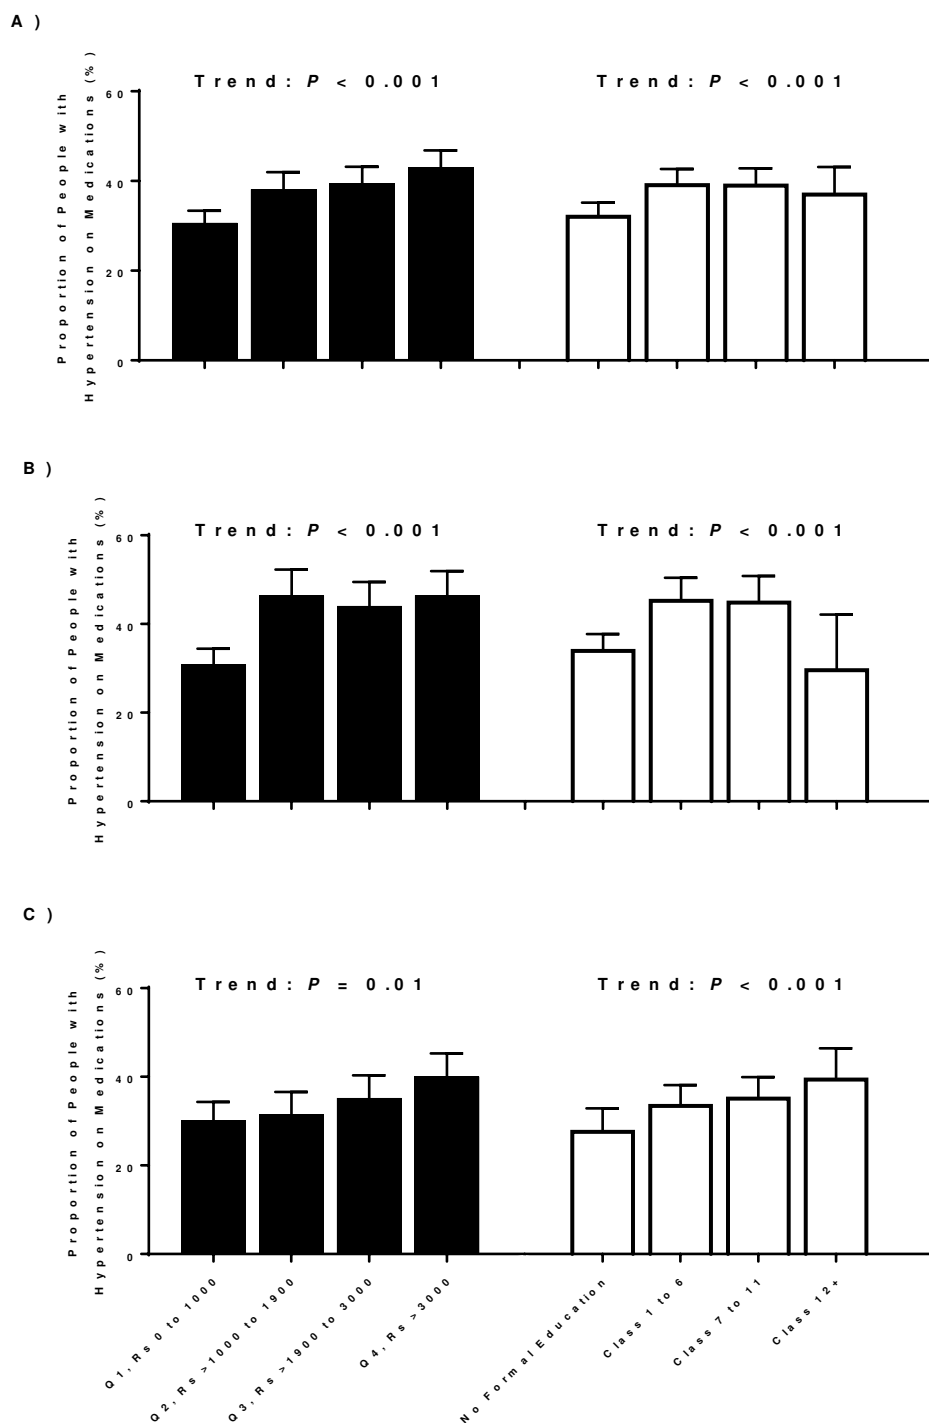 A)
Trend: P < 0.001
Trend: P < 0.001
Proportion of People with
Hypertension on Medications (%)
60
40
20
0
B)
Trend: P < 0.001
Trend: P < 0.001
Proportion of People with
Hypertension on Medications (%)
60
40
20
0
C)
Trend: P = 0.01
Trend: P < 0.001
Proportion of People with
Hypertension on Medications (%)
60
40
20
0
Q1, Rs 0 to 1000
Q2, Rs >1000 to 1900
Q3, Rs >1900 to 3000
Q4, Rs >3000
No Formal Education
Class 1 to 6
Class 7 to 11
Class 12+